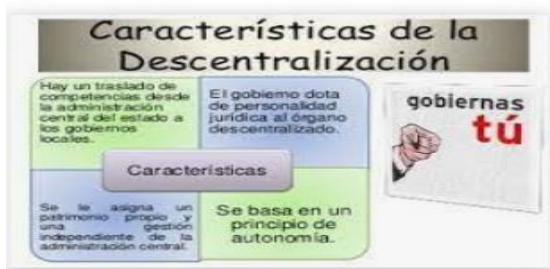 Características de la
Descentralización
Hay un traslado de
competencias desde
la administración
central del estado a
los gobiernos
locales.
El gobierno dota
de personalidad
jurídica al órgano
descentralizado.
Características
Se le asigna un
patrimonio propio y
una gestión
independiente de la
administración central.
Se basa en un
principio de
autonomía.
gobiernas
tú